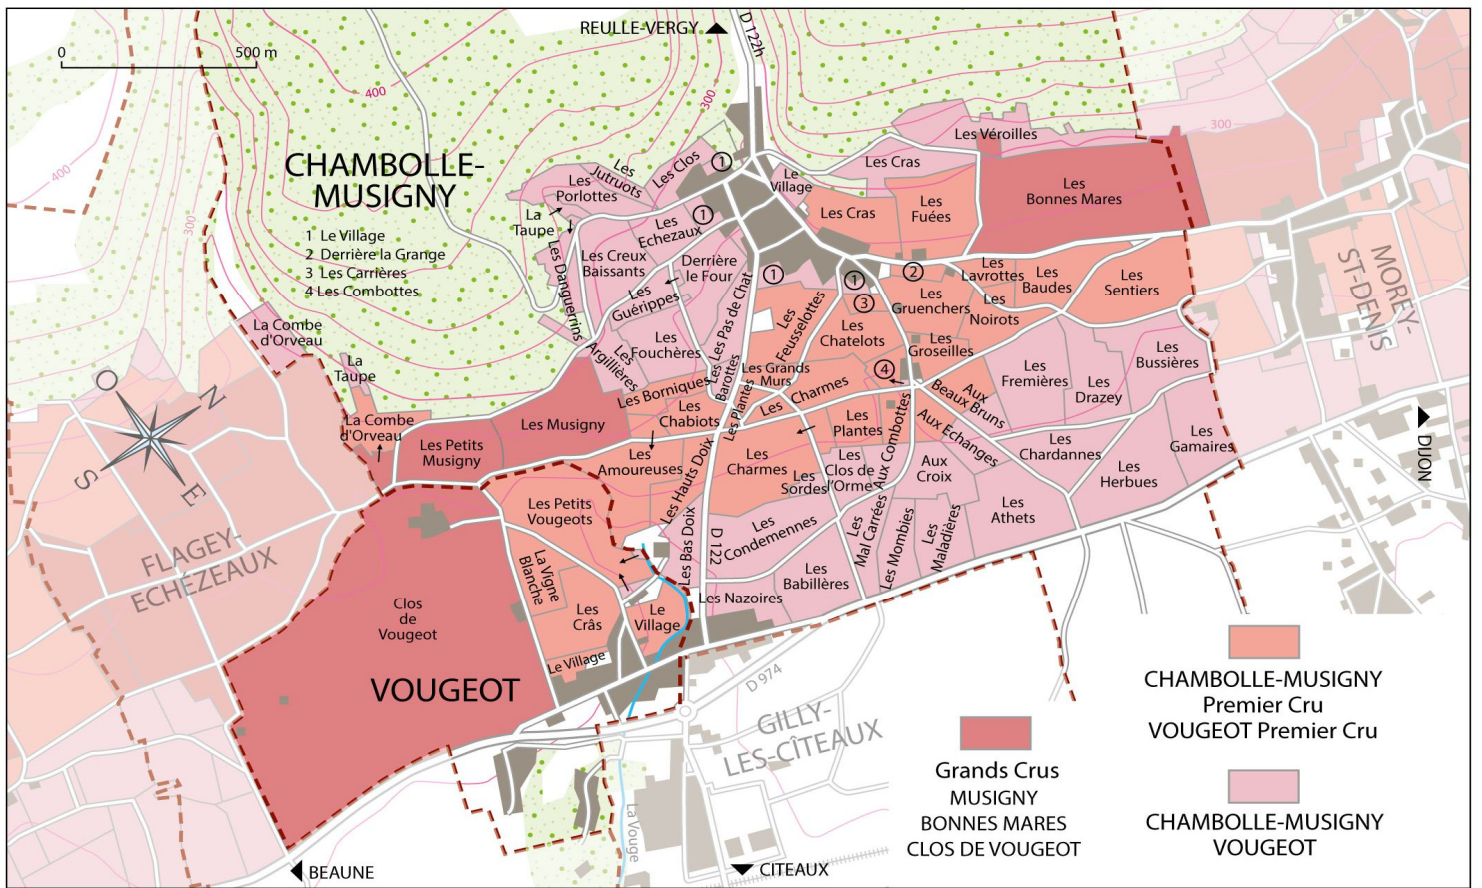 REULLE-VERGY
D 122h
0
500 m
400
300
300
400
300
CHAMBOLLE-
MUSIGNY
1 Le Village
2 Derrière la Grange
3 Les Carrières
4 Les Combottes
Les Véroilles
Les Cras
Les
Bonnes Mares
Les
Jutruots
Les Clos
1
Les
Porlottes
Le
Village
Les Cras
Les
Fuées
La
Taupe
1
Les
Echezaux
Les Creux
Baissants
Derrière
le Four
Les Danguerrins
Les
Guérippes
Les Pas de Chat
1
1
2
3
Les
Lavrottes
Les
Baudes
Les
Sentiers
Les
Gruenchers
Les
Noirots
MOREY-
ST-DENIS
La Combe
d'Orveau
La
Taupe
Les
Argillières
Les
Fouchères
Les
Barottes
Les
Feusselottes
Les
Chatelots
Les
Groseilles
4
Les Grands
Murs
Les
Fremières
Les
Drazey
Les
Bussières
Les Borniques
Les Plantes
Les Charmes
Aux
Beaux Bruns
La Combe
d'Orveau
Les Petits
Musigny
Les Musigny
Les
Chabiots
Les
Plantes
Aux Combottes
Aux Echanges
Les
Chardannes
Les
Gamaires
DIJON
Les
Amoureuses
Les Hauts Doix
Les
Charmes
Les
Sordes
Les
Clos de
l'Orme
Aux
Croix
Les
Herbues
O
N
S
E
Les Petits
Vougeots
Les Bas Doix
D 122
Les
Condemennes
Les
Mal Carrées
Les Mombies
Les
Maladières
Les
Athets
FLAGEY-
ECHÉZEAUX
La Vigne
Blanche
Les
Babillères
Les Nazoires
Clos
de
Vougeot
Les
Crâs
Le
Village
Le Village
VOUGEOT
D 974
GILLY-
LES-CÎTEAUX
La Vouge
BEAUNE
CITEAUX
Grands Crus
MUSIGNY
BONNES MARES
CLOS DE VOUGEOT
CHAMBOLLE-MUSIGNY
Premier Cru
VOUGEOT Premier Cru
CHAMBOLLE-MUSIGNY
VOUGEOT